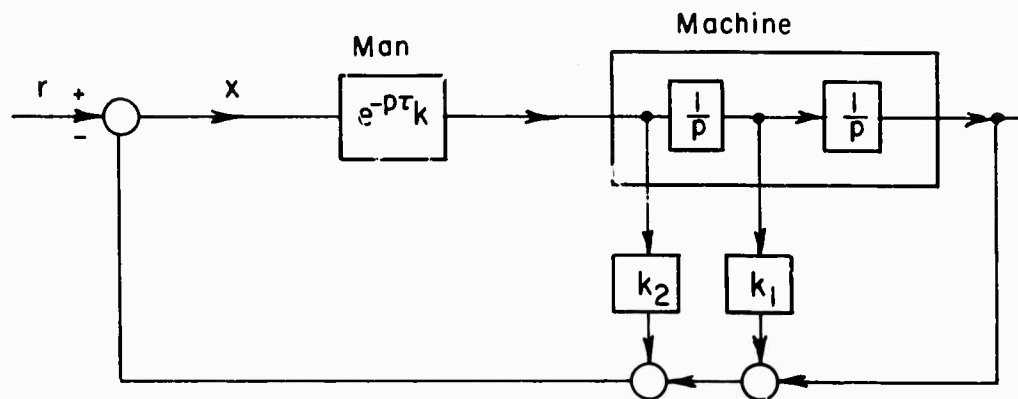 Machine
Man
r
+
-
x
e^{-pτ}k
1/p
1/p
k₂
k₁